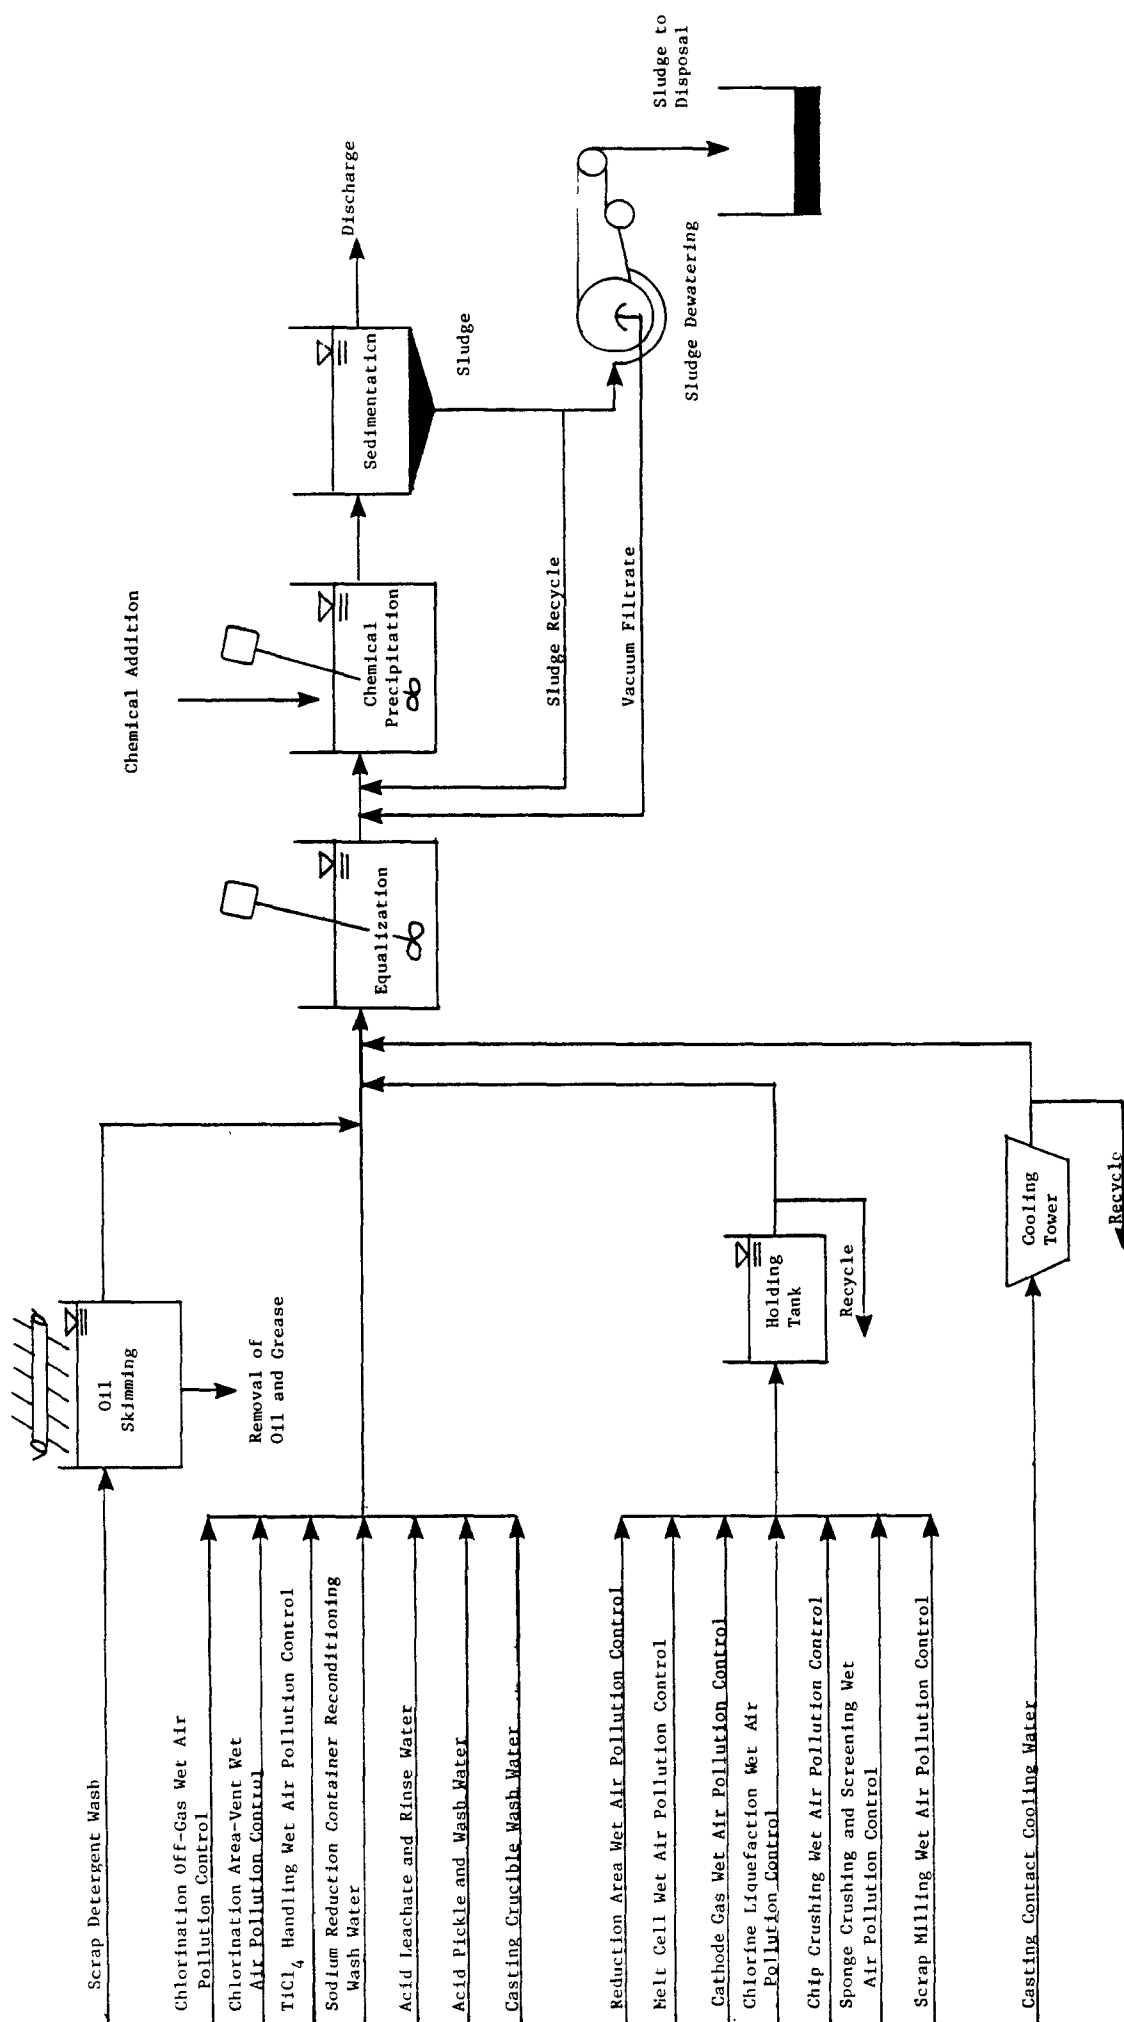 Scrap Detergent Wash
Chlorination Off-Gas Wet Air
Pollution Control
Chlorination Area-Vent Wet
Air Pollution Control
TiCl4 Handling Wet Air Pollution Control
Sodium Reduction Container Reconditioning
Wash Water
Acid Leachate and Rinse Water
Acid Pickle and Wash Water
Casting Crucible Wash Water
Reduction Area Wet Air Pollution Control
Melt Cell Wet Air Pollution Control
Cathode Gas Wet Air Pollution Control
Chlorine Liquefaction Wet Air
Pollution Control
Chip Crushing Wet Air Pollution Control
Sponge Crushing and Screening Wet
Air Pollution Control
Scrap Milling Wet Air Pollution Control
Casting Contact Cooling Water
Oil
Skimming
Removal of
Oil and Grease
Holding
Tank
Recycle
Cooling
Tower
Recycle
Equalization
Chemical Addition
Chemical
Precipitation
Sludge Recycle
Vacuum Filtrate
Sedimentation
Discharge
Sludge
Sludge Dewatering
Sludge to
Disposal